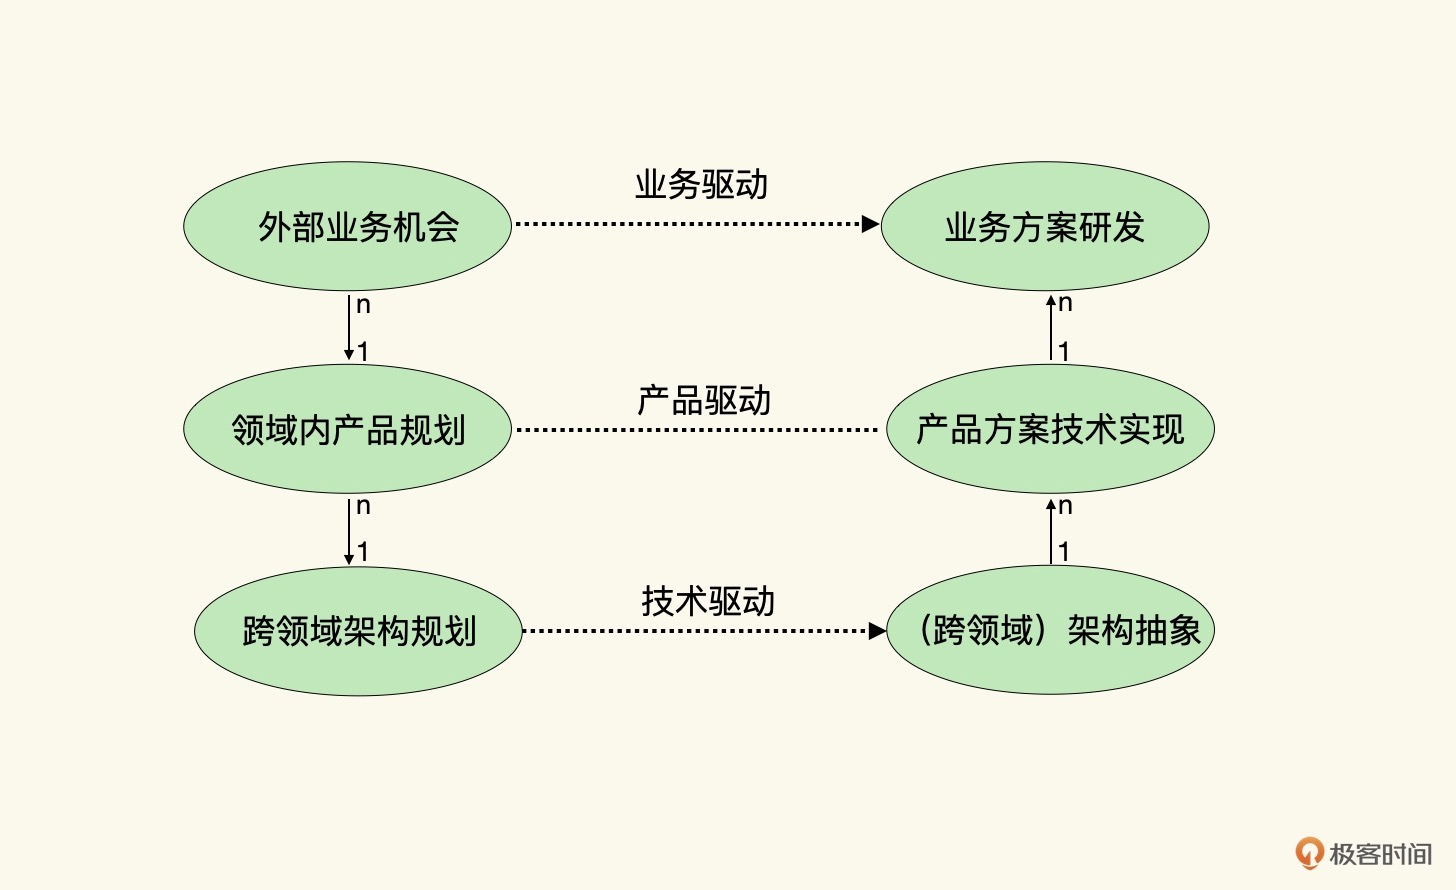 业务驱动
外部业务机会
业务方案研发
n
n
1
1
产品驱动
领域内产品规划
产品方案技术实现
n
n
1
1
技术驱动
跨领域架构规划
（跨领域）架构抽象
极客时间